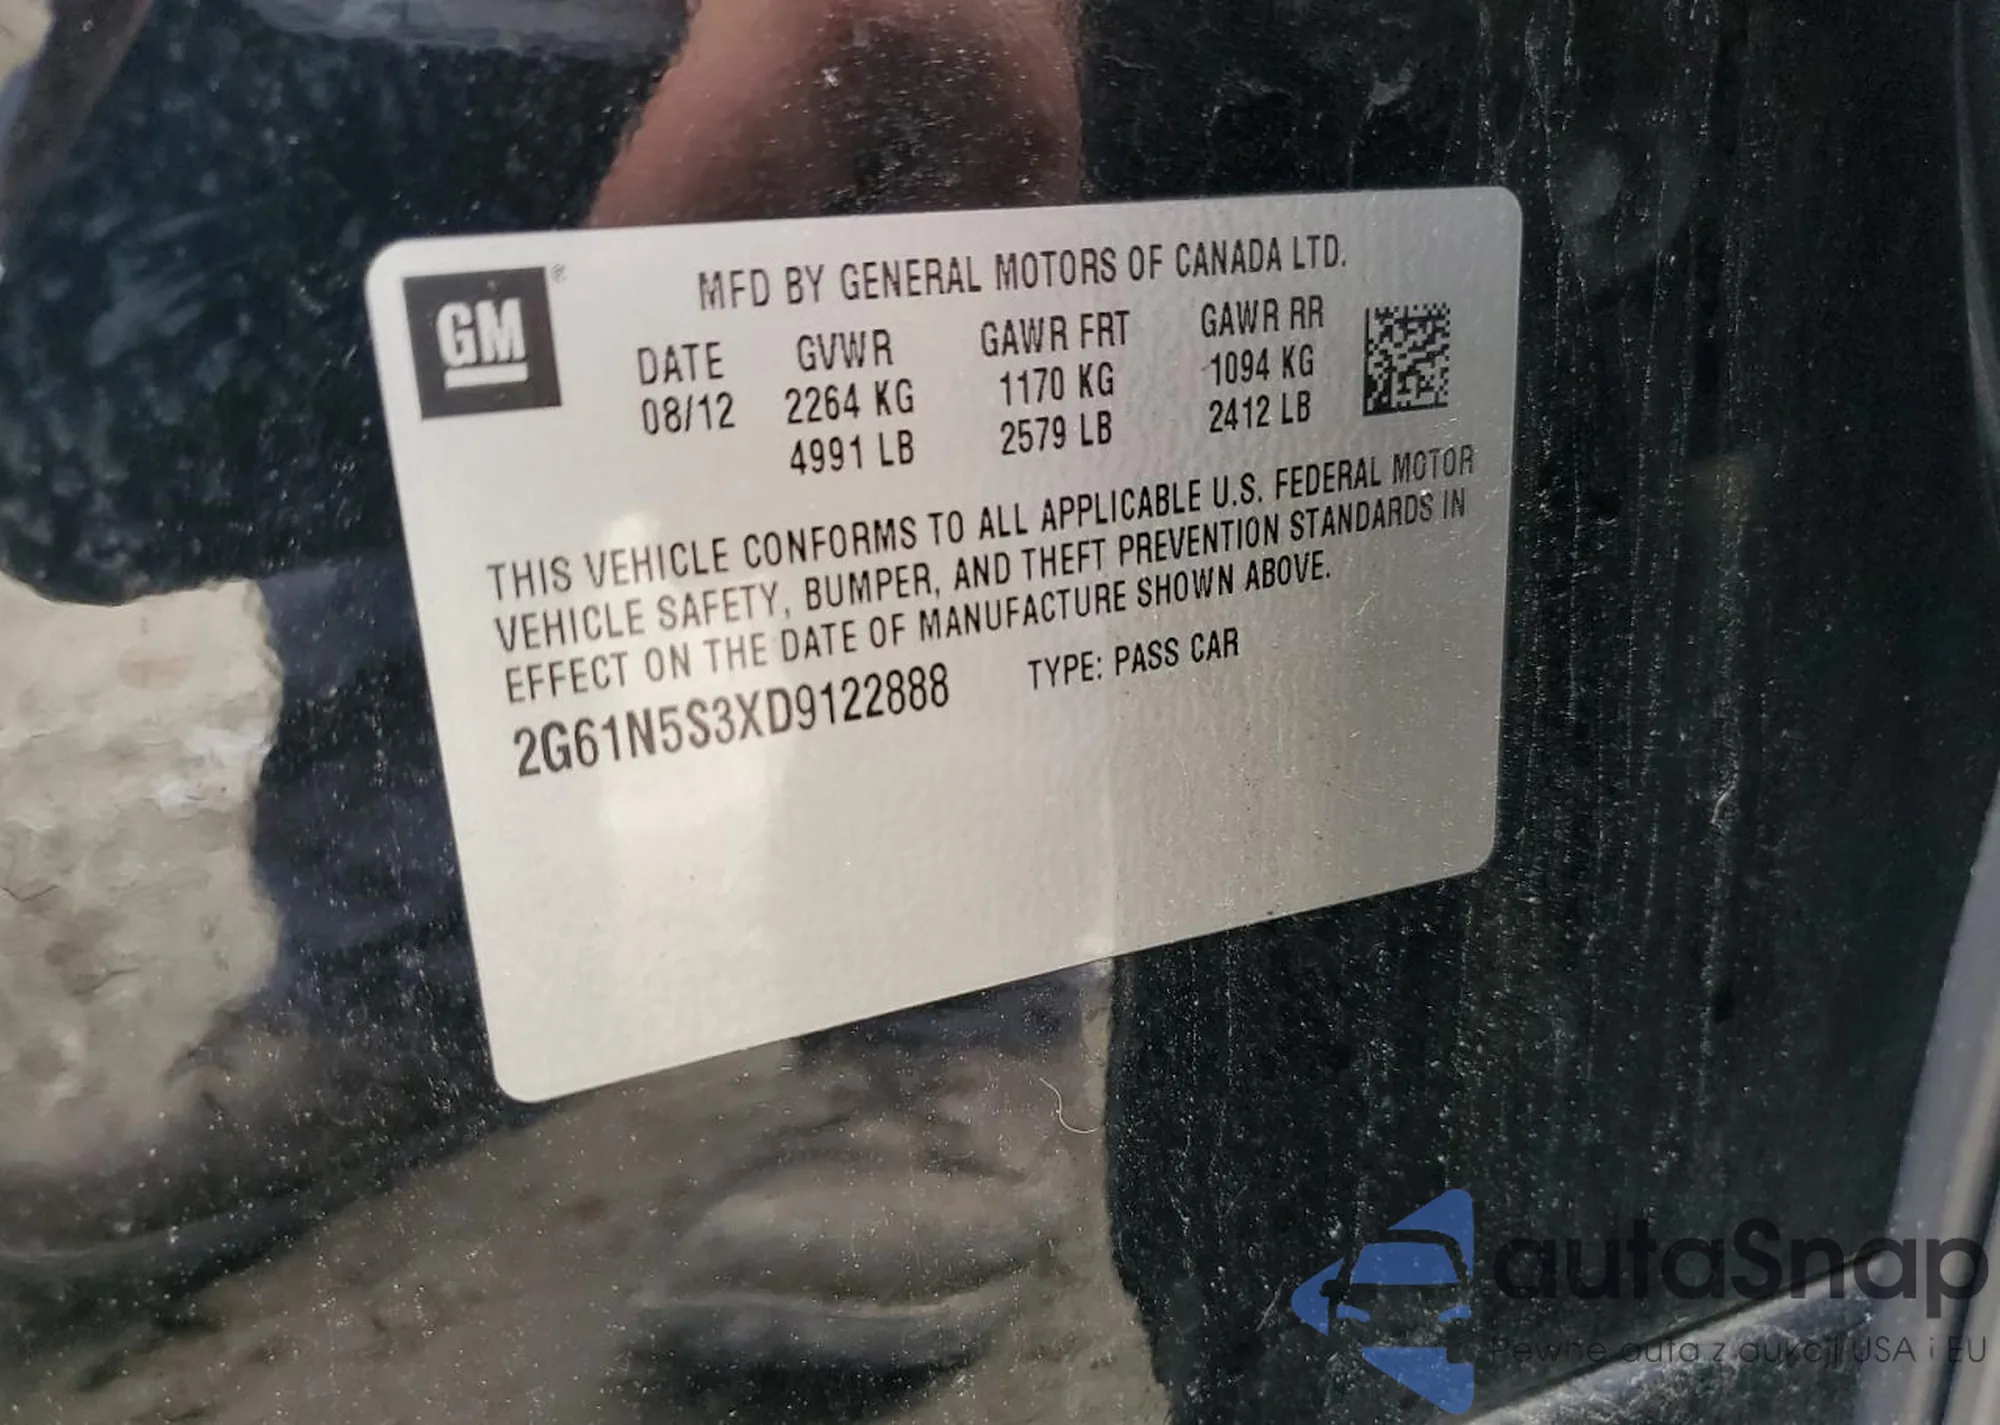 GM
MFD BY GENERAL MOTORS OF CANADA LTD.
DATE GVWR GAWR FRT GAWR RR
08/12 2264 KG 1170 KG 1094 KG
4991 LB 2579 LB 2412 LB
THIS VEHICLE CONFORMS TO ALL APPLICABLE U.S. FEDERAL MOTOR
VEHICLE SAFETY, BUMPER, AND THEFT PREVENTION STANDARDS IN
EFFECT ON THE DATE OF MANUFACTURE SHOWN ABOVE.
2G61N5S3XD9122888 TYPE: PASS CAR
autaSnap
Pewne auta z aukcji USA i EU